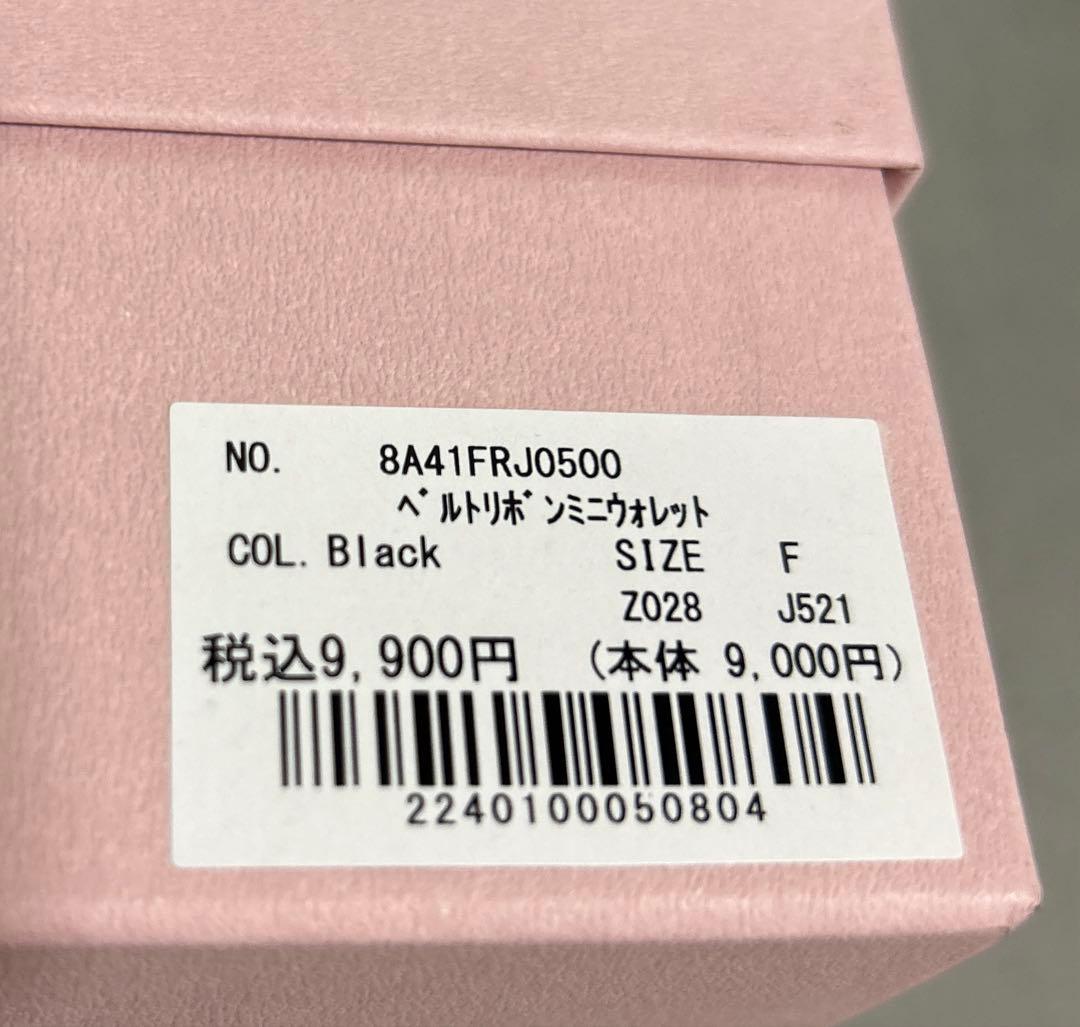 NO. 8A41FRJ0500
ﾍﾞﾙﾄﾘﾎﾞﾝﾐﾆｳｫﾚｯﾄ
COL. Black SIZE F
Z028 J521
税込9,900円 (本体 9,000円)
2240100050804